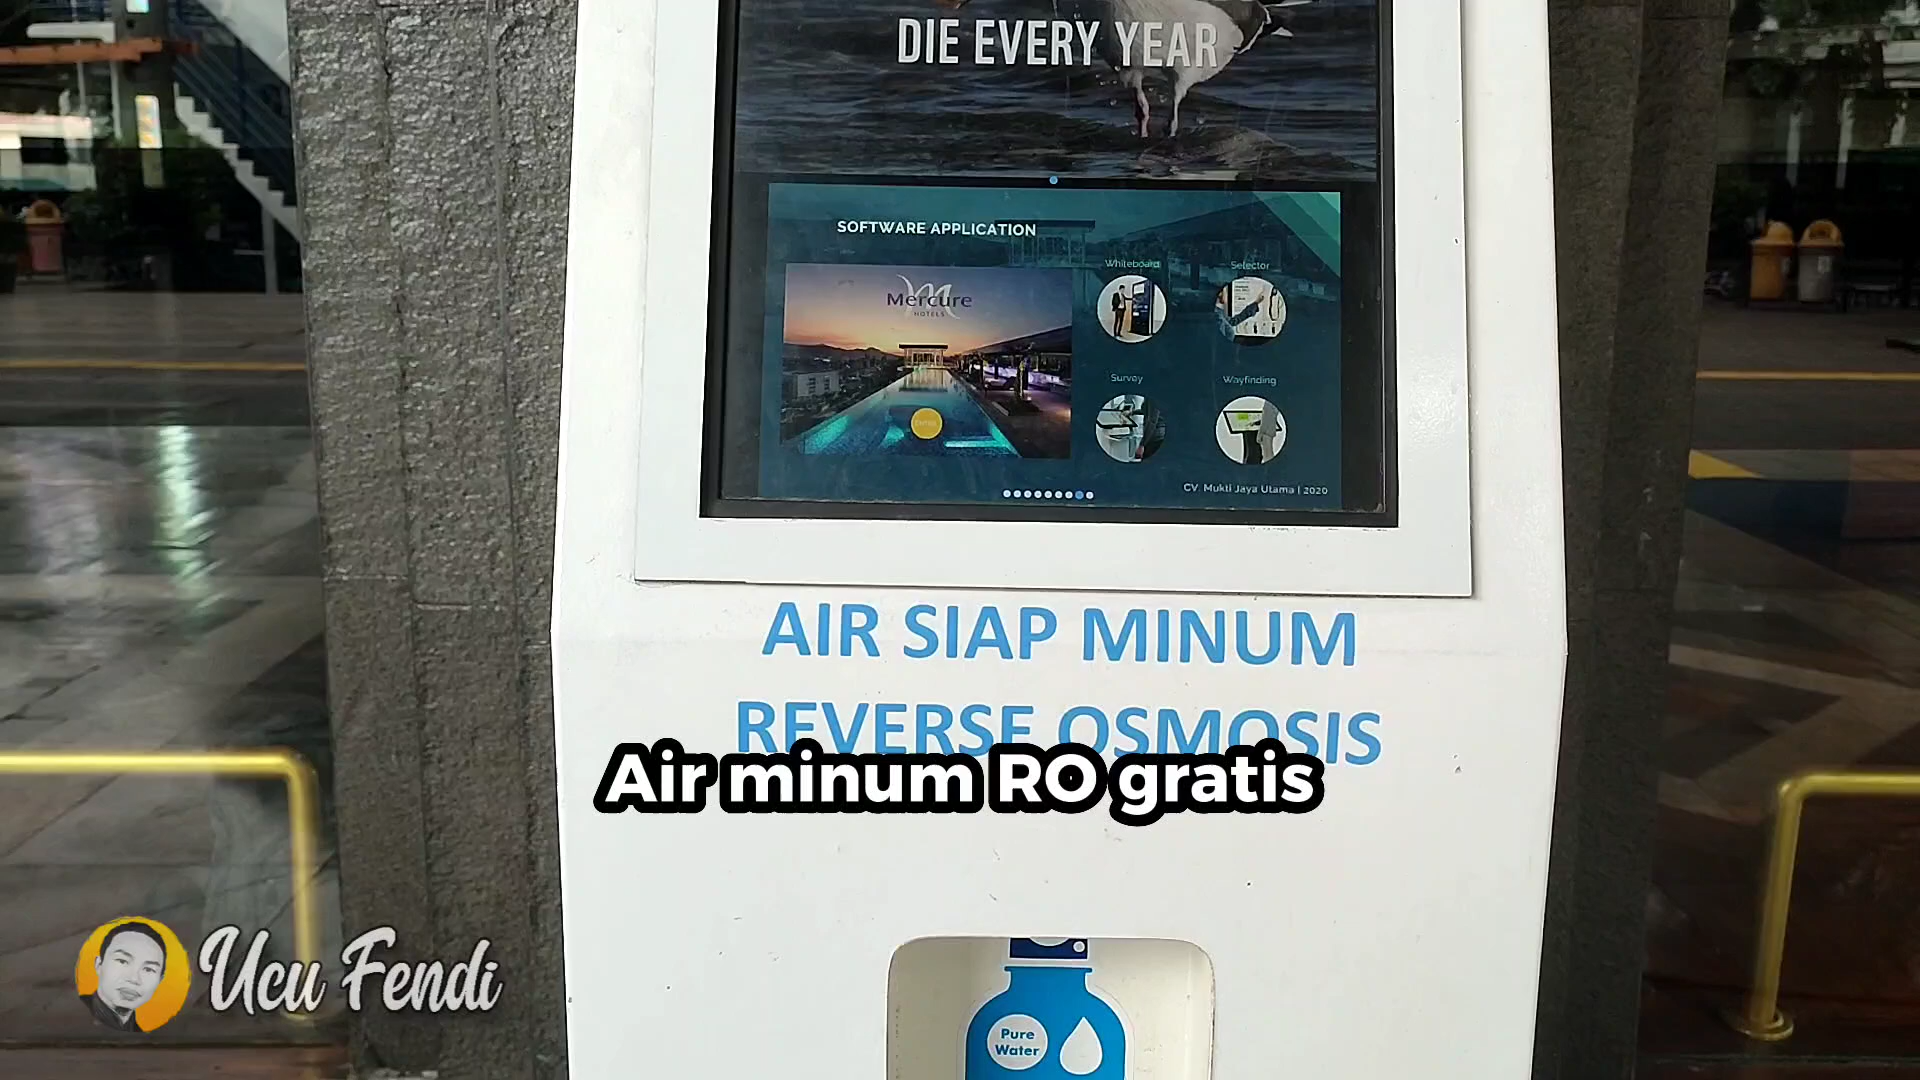 DIE EVERY YEAR
SOFTWARE APPLICATION
Whiteboard
Selector
Mercure
HOTELS
Survey
Wayfinding
ENTER
CV. Mukti Jaya Utama | 2020
AIR SIAP MINUM
REVERSE OSMOSIS
Air minum RO gratis
Ucu Fendi
Pure
Water